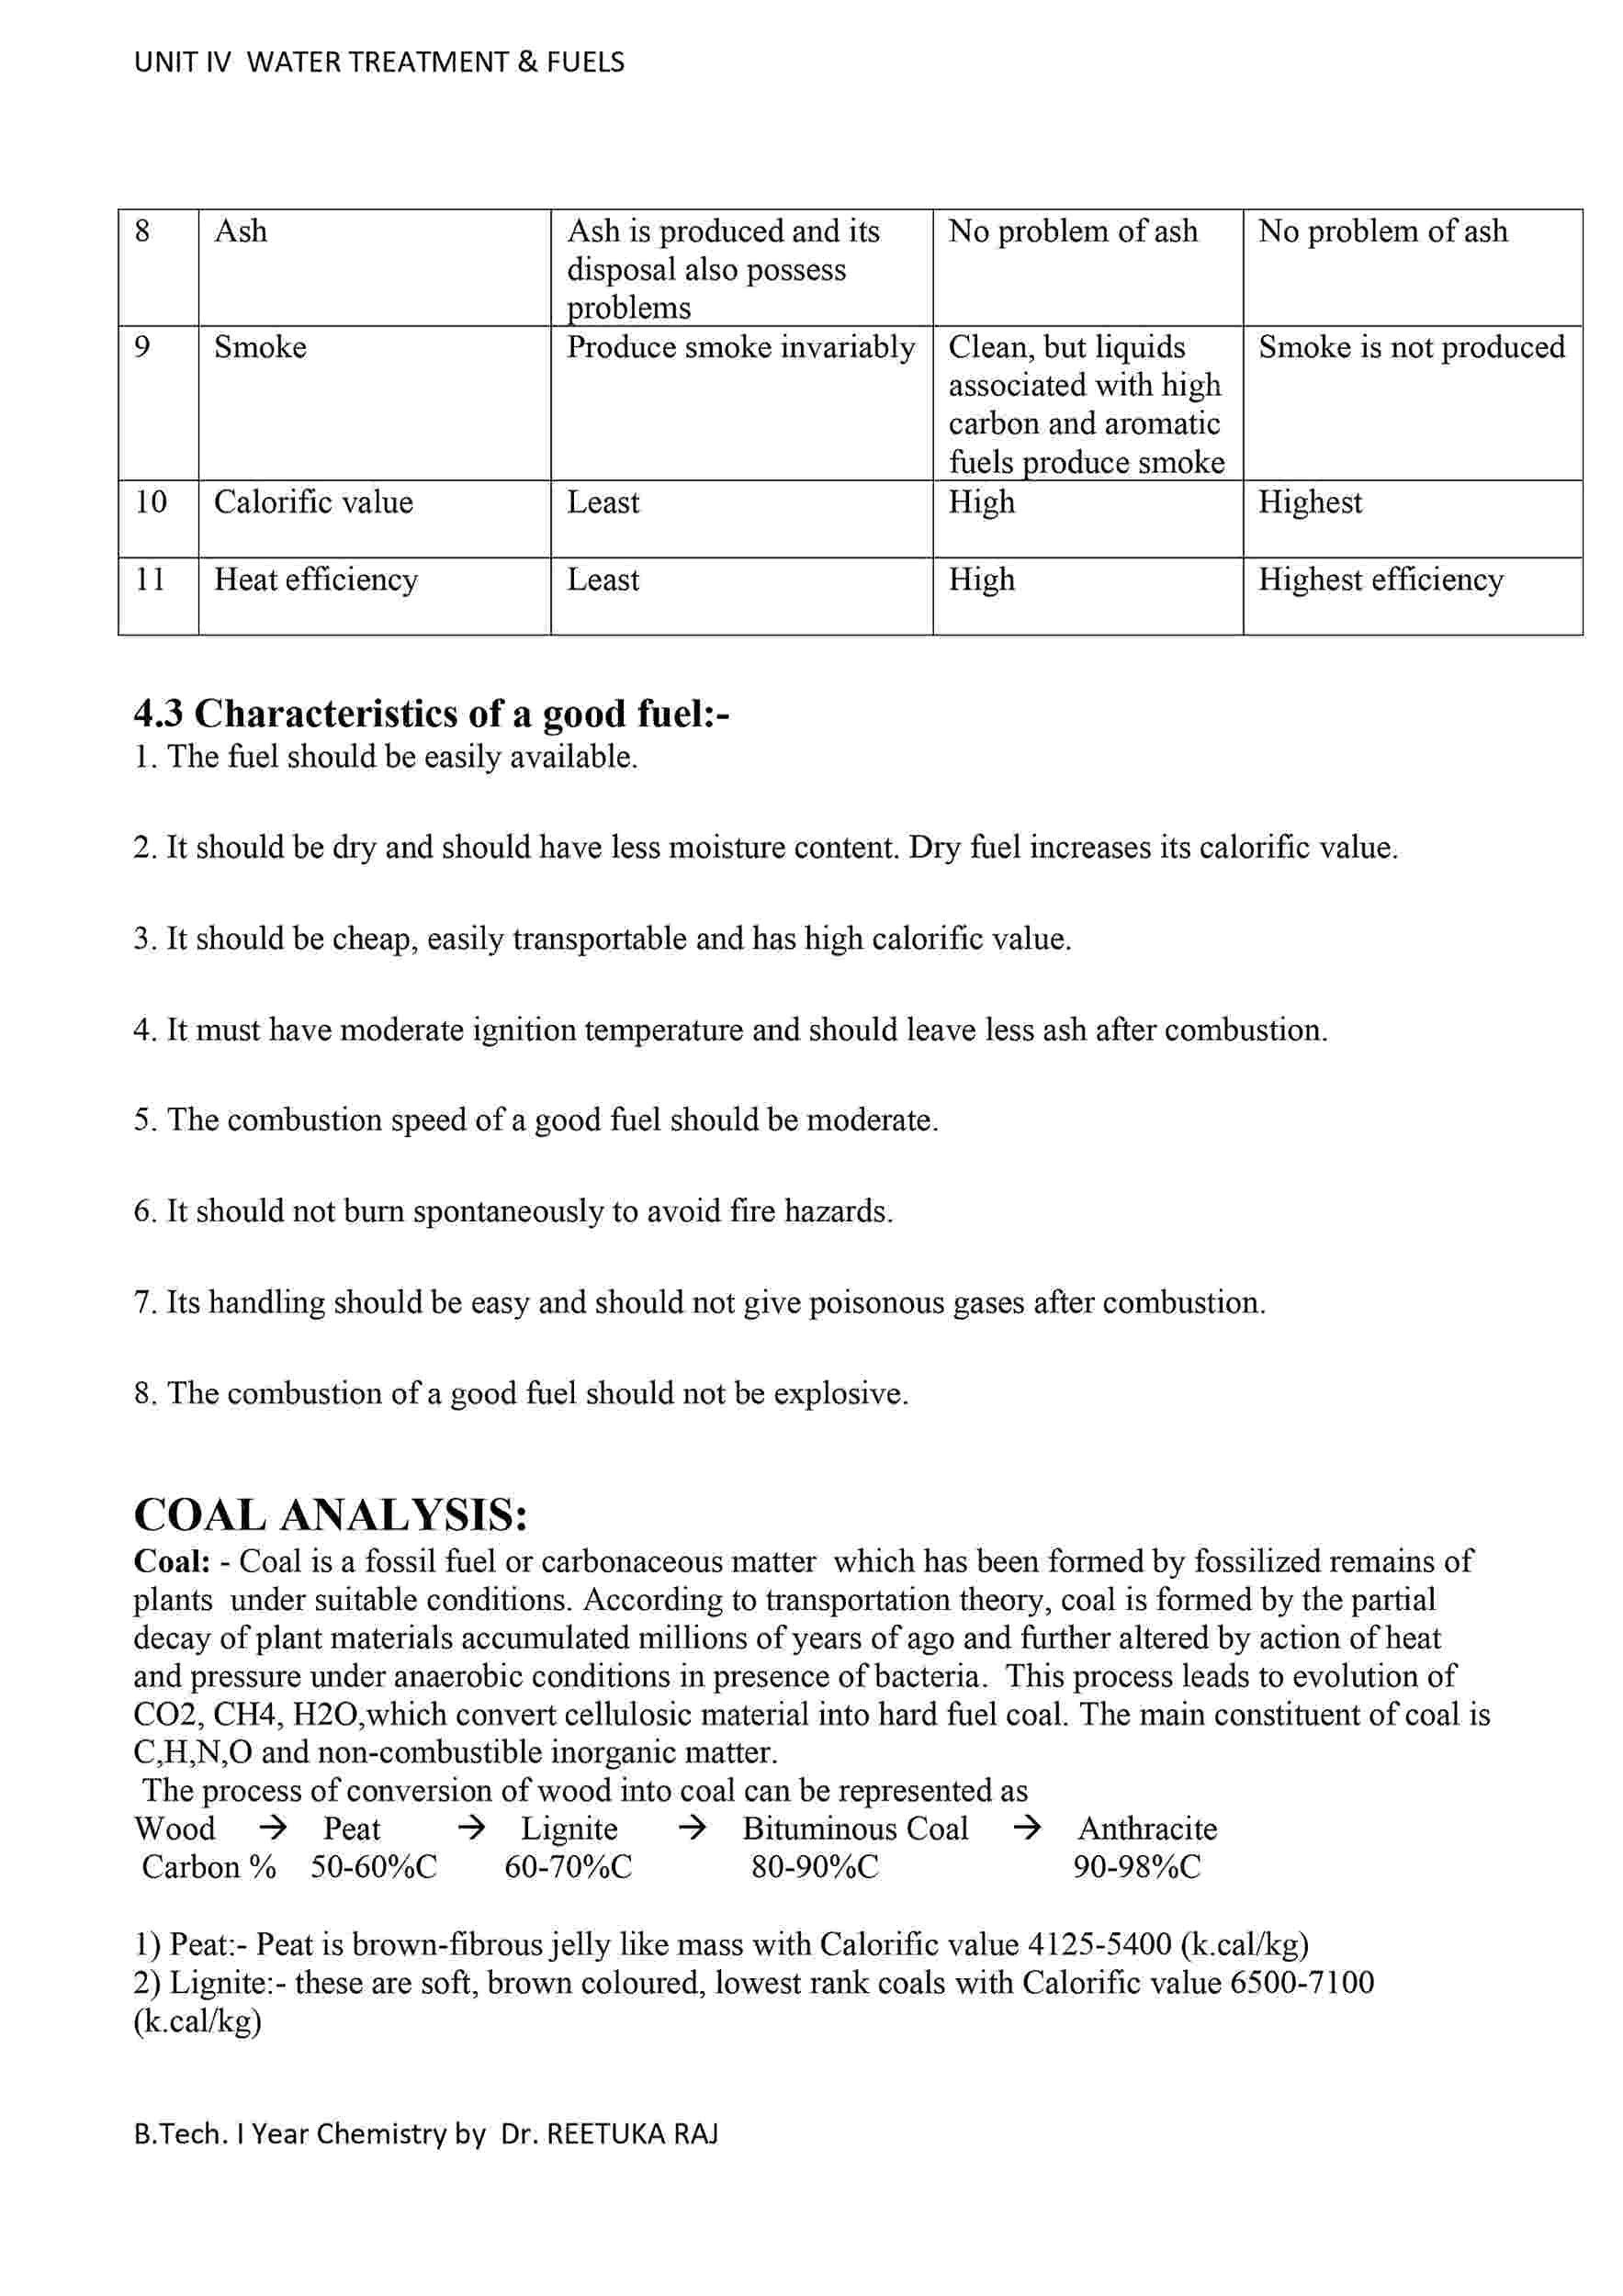 UNIT IV  WATER TREATMENT & FUELS
8 Ash Ash is produced and its disposal also possess problems No problem of ash No problem of ash
9 Smoke Produce smoke invariably Clean, but liquids associated with high carbon and aromatic fuels produce smoke Smoke is not produced
10 Calorific value Least High Highest
11 Heat efficiency Least High Highest efficiency
4.3 Characteristics of a good fuel:-
1. The fuel should be easily available.
2. It should be dry and should have less moisture content. Dry fuel increases its calorific value.
3. It should be cheap, easily transportable and has high calorific value.
4. It must have moderate ignition temperature and should leave less ash after combustion.
5. The combustion speed of a good fuel should be moderate.
6. It should not burn spontaneously to avoid fire hazards.
7. Its handling should be easy and should not give poisonous gases after combustion.
8. The combustion of a good fuel should not be explosive.
COAL ANALYSIS:
Coal: - Coal is a fossil fuel or carbonaceous matter  which has been formed by fossilized remains of
plants  under suitable conditions. According to transportation theory, coal is formed by the partial
decay of plant materials accumulated millions of years of ago and further altered by action of heat
and pressure under anaerobic conditions in presence of bacteria.  This process leads to evolution of
CO2, CH4, H2O,which convert cellulosic material into hard fuel coal. The main constituent of coal is
C,H,N,O and non-combustible inorganic matter.
The process of conversion of wood into coal can be represented as
Wood → Peat → Lignite → Bituminous Coal → Anthracite
Carbon % 50-60%C 60-70%C 80-90%C 90-98%C
1) Peat:- Peat is brown-fibrous jelly like mass with Calorific value 4125-5400 (k.cal/kg)
2) Lignite:- these are soft, brown coloured, lowest rank coals with Calorific value 6500-7100
(k.cal/kg)
B.Tech. I Year Chemistry by  Dr. REETUKA RAJ